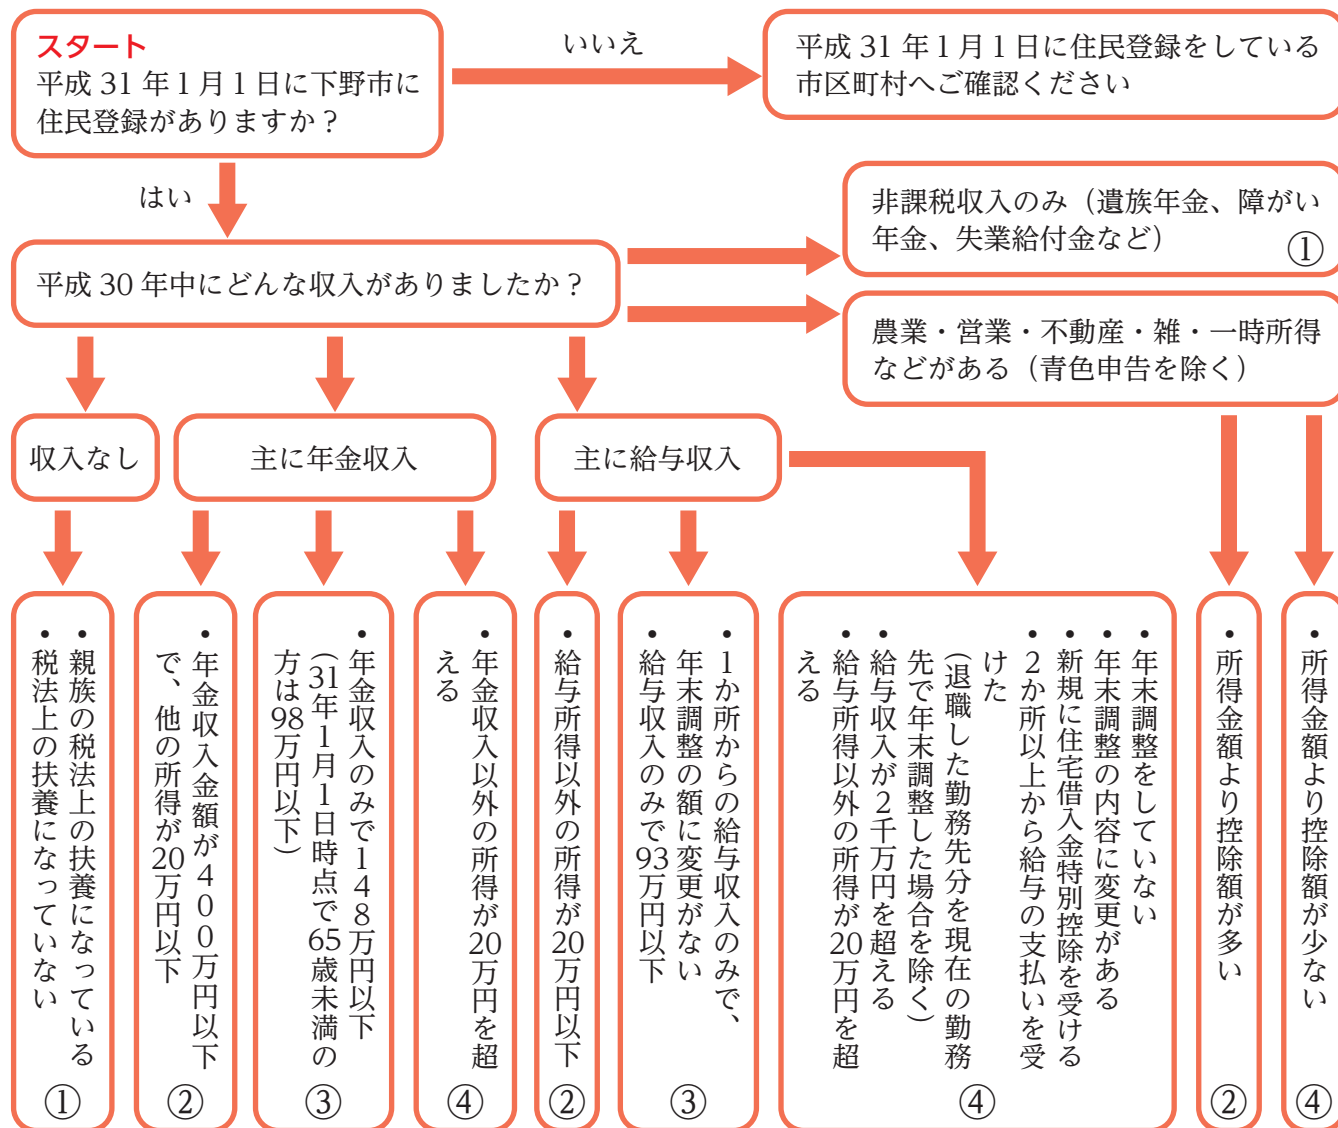 スタート
平成 31 年 1 月 1 日に下野市に
住民登録がありますか？
いいえ
平成 31 年 1 月 1 日に住民登録をしている
市区町村へご確認ください
はい
平成 30 年中にどんな収入がありましたか？
非課税収入のみ（遺族年金、障がい
年金、失業給付金など）
①
農業・営業・不動産・雑・一時所得
などがある（青色申告を除く）
収入なし
主に年金収入
主に給与収入
・親族の税法上の扶養になっている
・税法上の扶養になっていない
①
・年金収入金額が４００万円以下
で、他の所得が20万円以下
②
・年金収入のみで１４８万円以下
（31年１月１日時点で65歳未満の
方は98万円以下）
③
・年金収入以外の所得が20万円を超
える
④
・給与所得以外の所得が20万円以下
②
・１か所からの給与収入のみで、
年末調整の額に変更がない
・給与収入のみで93万円以下
③
・年末調整をしていない
・年末調整の内容に変更がある
・新規に住宅借入金特別控除を受ける
・２か所以上から給与の支払いを受
けた
（退職した勤務先分を現在の勤務
先で年末調整した場合を除く）
・給与収入が２千万円を超える
・給与所得以外の所得が20万円を超
える
④
・所得金額より控除額が多い
②
・所得金額より控除額が少ない
④